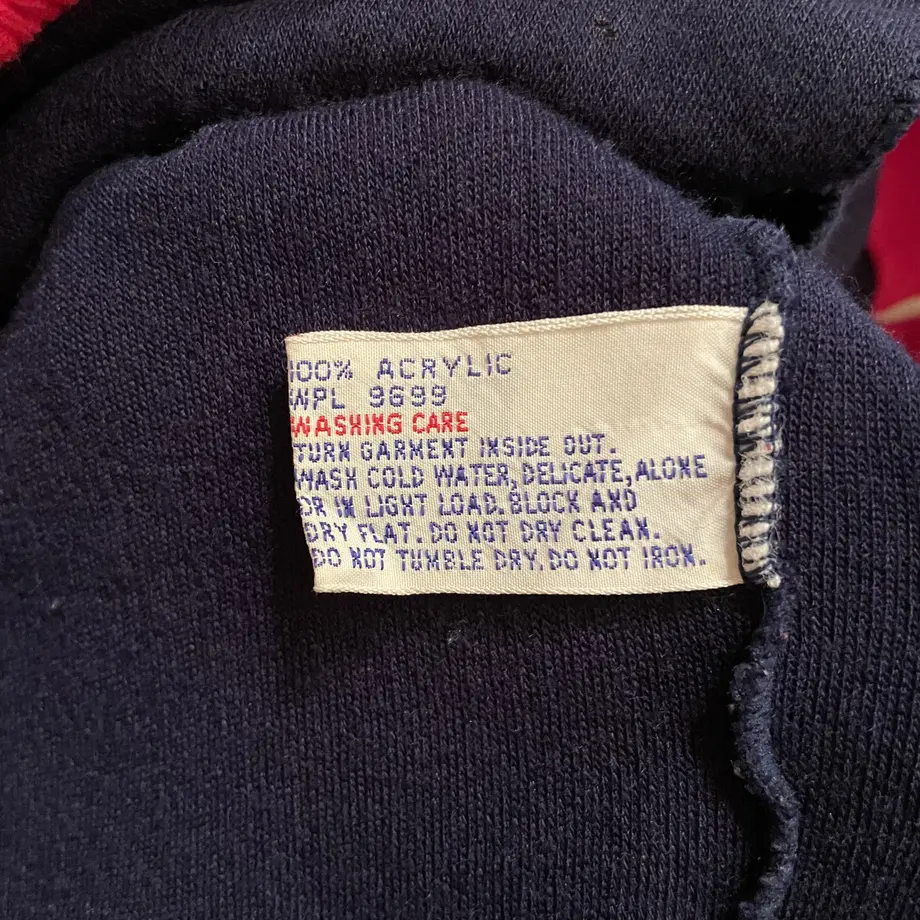 100% ACRYLIC
WPL 9699
WASHING CARE
TURN GARMENT INSIDE OUT.
WASH COLD WATER, DELICATE, ALONE
OR IN LIGHT LOAD. BLOCK AND
DRY FLAT. DO NOT DRY CLEAN.
DO NOT TUMBLE DRY. DO NOT IRON.